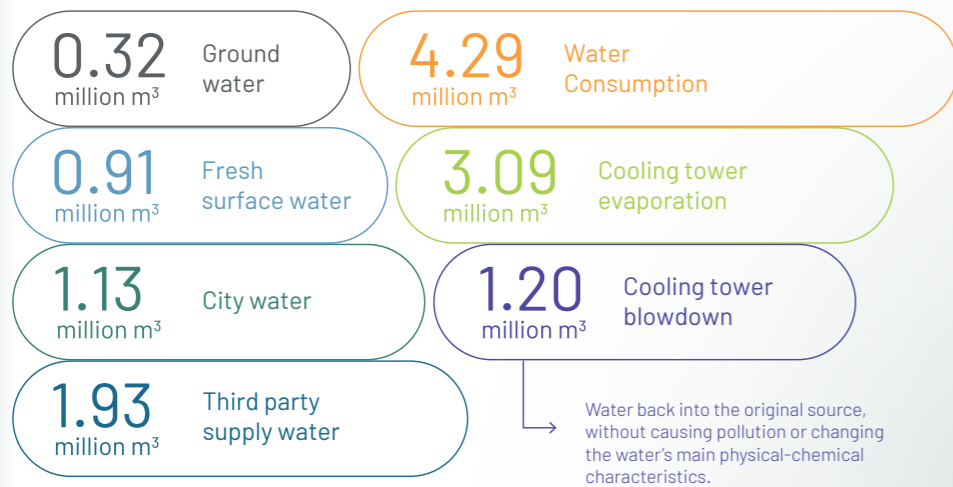 0.32
million m³
Ground
water
4.29
million m³
Water
Consumption
0.91
million m³
Fresh
surface water
3.09
million m³
Cooling tower
evaporation
1.13
million m³
City water
1.20
million m³
Cooling tower
blowdown
1.93
million m³
Third party
supply water
Water back into the original source,
without causing pollution or changing
the water's main physical-chemical
characteristics.